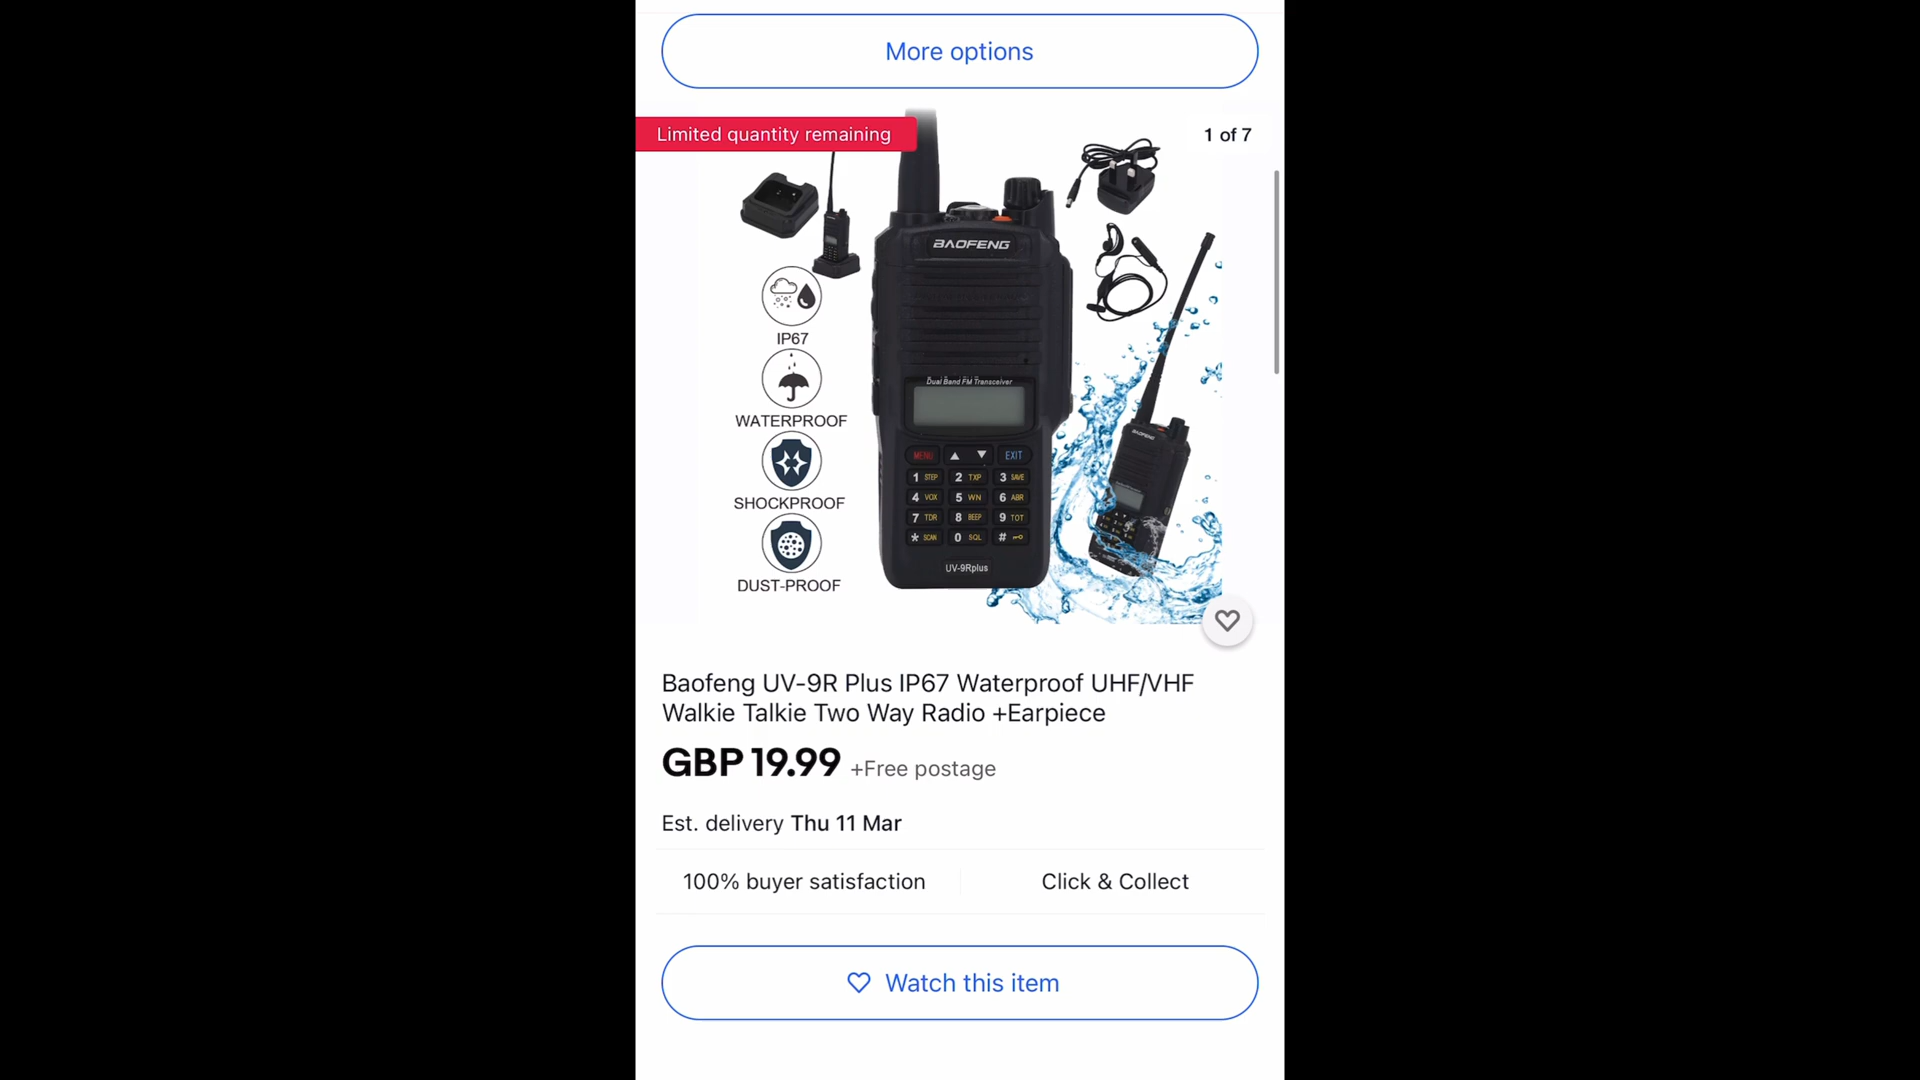 More options
Limited quantity remaining
1 of 7
BAOFENG
IP67
WATERPROOF
SHOCKPROOF
DUST-PROOF
Dual Band FM Transceiver
MENU ▲ ▼ EXIT
1 STEP 2 TXP 3 SAVE
4 VOX 5 WN 6 ABR
7 TDR 8 BEEP 9 TOT
* SCAN 0 SQL #
UV-9Rplus
BAOFENG
Baofeng UV-9R Plus IP67 Waterproof UHF/VHF
Walkie Talkie Two Way Radio +Earpiece
GBP 19.99 +Free postage
Est. delivery Thu 11 Mar
100% buyer satisfaction
Click & Collect
Watch this item